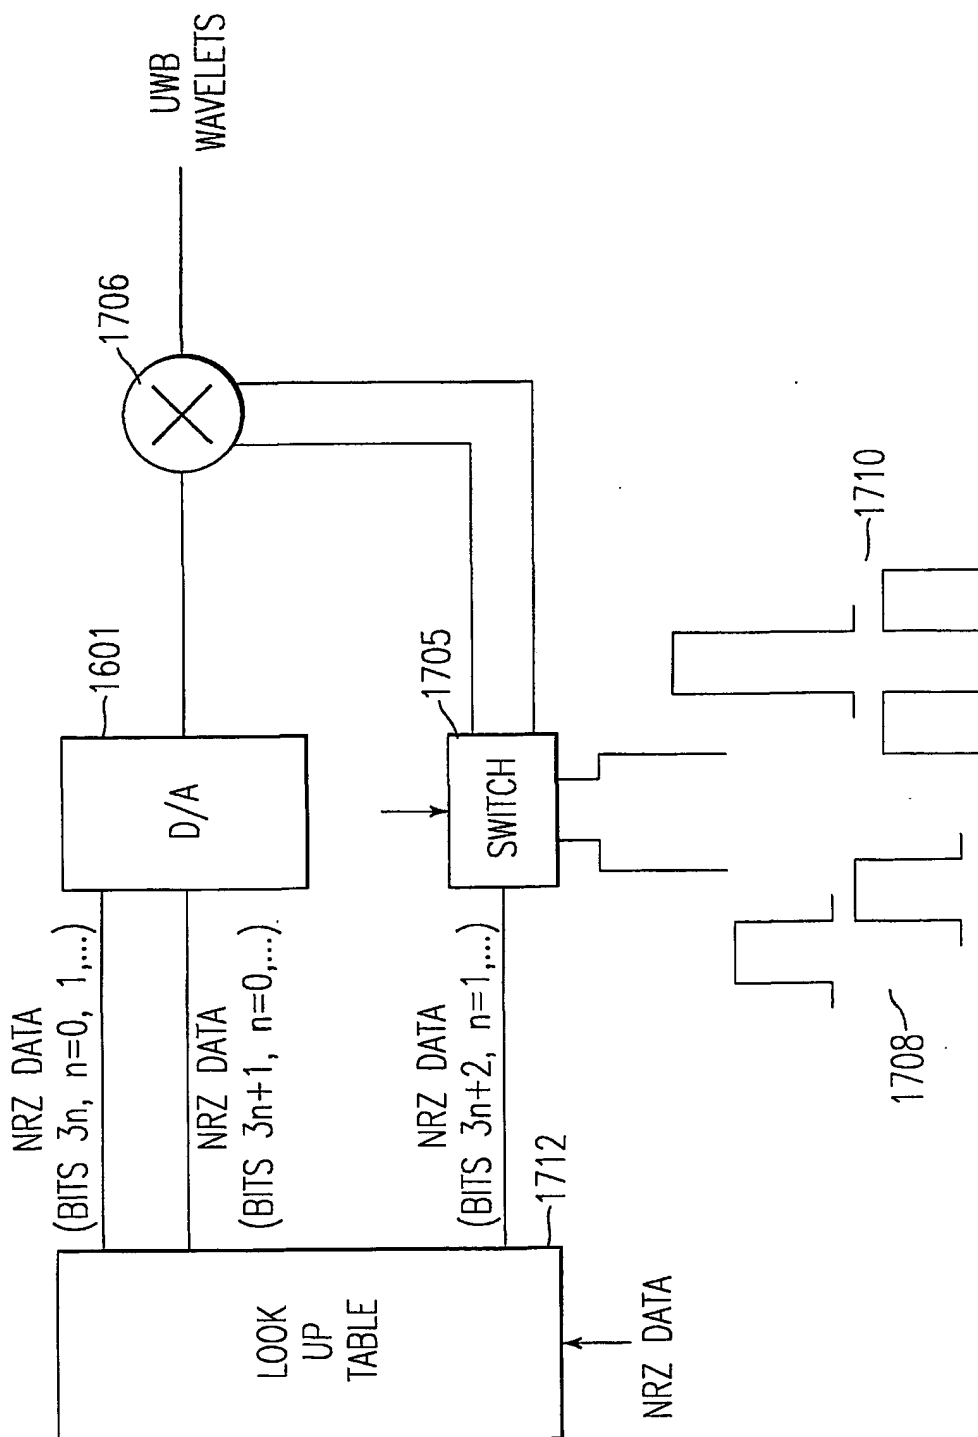 NRZ DATA
LOOK
UP
TABLE
1712
NRZ DATA
(BITS 3n, n=0, 1,...)
NRZ DATA
(BITS 3n+1, n=0,...)
NRZ DATA
(BITS 3n+2, n=1,...)
D/A
1601
SWITCH
1705
1708
1710
1706
UWB
WAVELETS